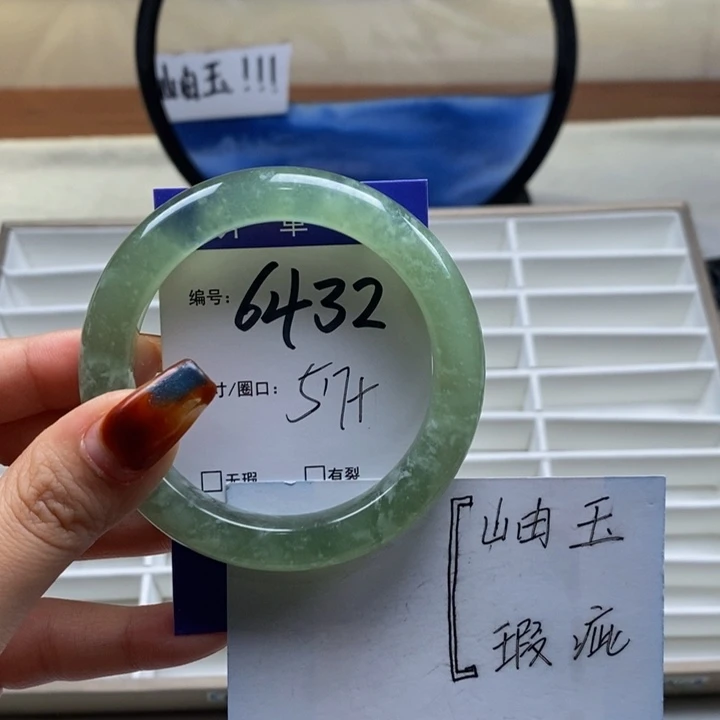 岫玉!!!
编号: 6432
寸/圈口: 57+
无瑕 有裂
岫玉
瑕疵